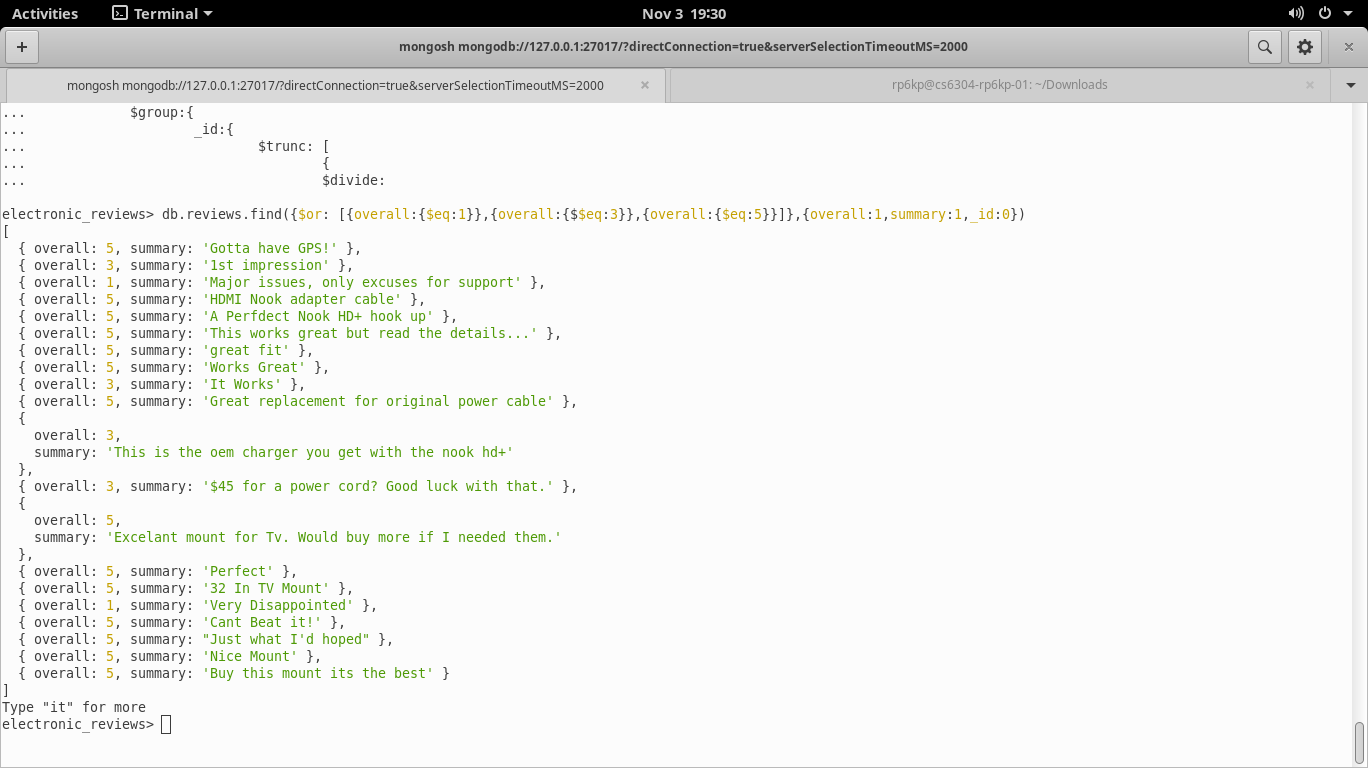 Activities Terminal Nov 3 19:30
mongosh mongodb://127.0.0.1:27017/?directConnection=true&serverSelectionTimeoutMS=2000
mongosh mongodb://127.0.0.1:27017/?directConnection=true&serverSelectionTimeoutMS=2000 rp6kp@cs6304-rp6kp-01: ~/Downloads
... $group:{
... _id:{
... $trunc: [
... {
... $divide:
electronic_reviews> db.reviews.find({$or: [{overall:{$eq:1}},{overall:{$$eq:3}},{overall:{$eq:5}}]},{overall:1,summary:1,_id:0})
[
  { overall: 5, summary: 'Gotta have GPS!' },
  { overall: 3, summary: '1st impression' },
  { overall: 1, summary: 'Major issues, only excuses for support' },
  { overall: 5, summary: 'HDMI Nook adapter cable' },
  { overall: 5, summary: 'A Perfdect Nook HD+ hook up' },
  { overall: 5, summary: 'This works great but read the details...' },
  { overall: 5, summary: 'great fit' },
  { overall: 5, summary: 'Works Great' },
  { overall: 3, summary: 'It Works' },
  { overall: 5, summary: 'Great replacement for original power cable' },
  {
    overall: 3,
    summary: 'This is the oem charger you get with the nook hd+'
  },
  { overall: 3, summary: '$45 for a power cord? Good luck with that.' },
  {
    overall: 5,
    summary: 'Excelant mount for Tv. Would buy more if I needed them.'
  },
  { overall: 5, summary: 'Perfect' },
  { overall: 5, summary: '32 In TV Mount' },
  { overall: 1, summary: 'Very Disappointed' },
  { overall: 5, summary: 'Cant Beat it!' },
  { overall: 5, summary: "Just what I'd hoped" },
  { overall: 5, summary: 'Nice Mount' },
  { overall: 5, summary: 'Buy this mount its the best' }
]
Type "it" for more
electronic_reviews>